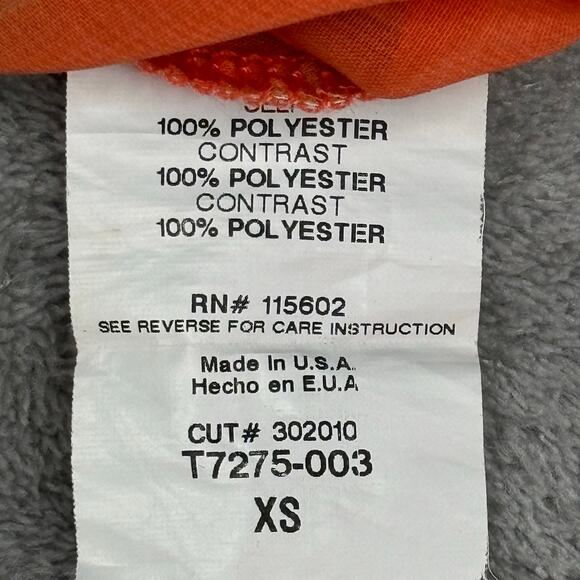 SELF
100% POLYESTER
CONTRAST
100% POLYESTER
CONTRAST
100% POLYESTER
RN# 115602
SEE REVERSE FOR CARE INSTRUCTION
Made in U.S.A.
Hecho en E.U.A
CUT# 302010
T7275-003
XS